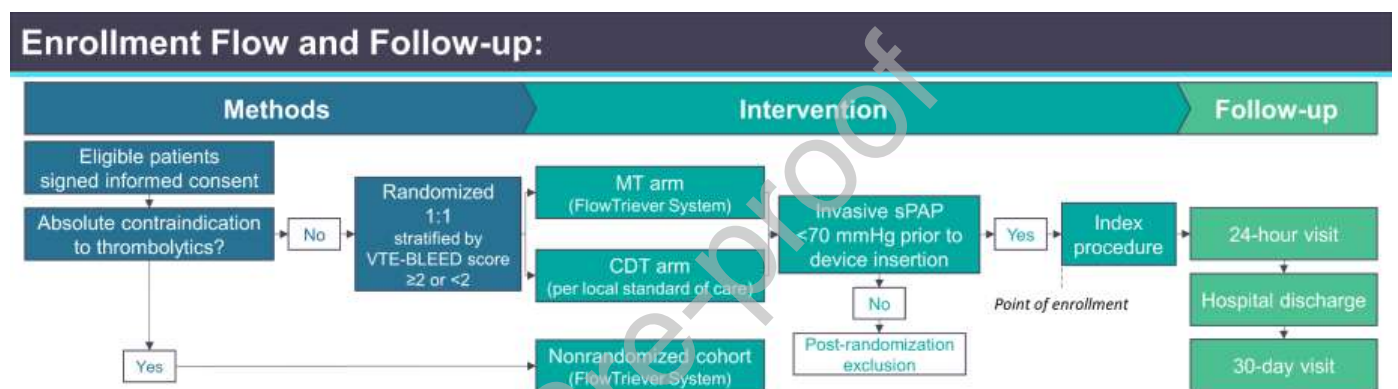 Enrollment Flow and Follow-up:
Methods
Intervention
Follow-up
Eligible patients
signed informed consent
Absolute contraindication
to thrombolytics?
No
Yes
Randomized
1:1
stratified by
VTE-BLEED score
≥2 or <2
MT arm
(FlowTriever System)
CDT arm
(per local standard of care)
Nonrandomized cohort
(FlowTriever System)
Invasive sPAP
<70 mmHg prior to
device insertion
No
Post-randomization
exclusion
Yes
Index
procedure
Point of enrollment
24-hour visit
Hospital discharge
30-day visit
re-proof